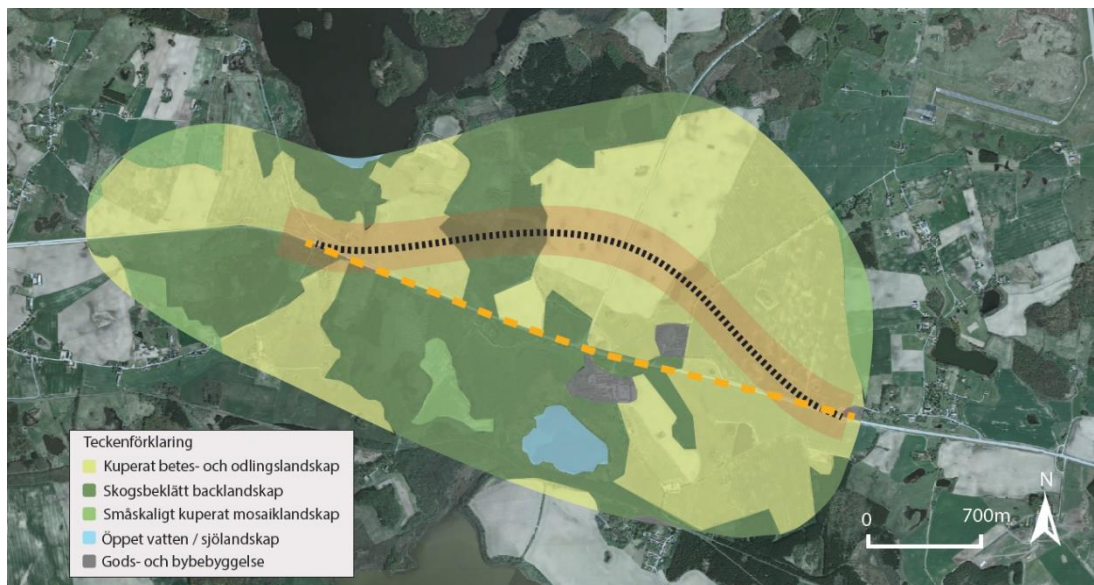 Teckenförklaring
Kuperat betes- och odlingslandskap
Skogsbeklätt backlandskap
Småskaligt kuperat mosaiklandskap
Öppet vatten / sjölandskap
Gods- och bybebyggelse
N
0 700m